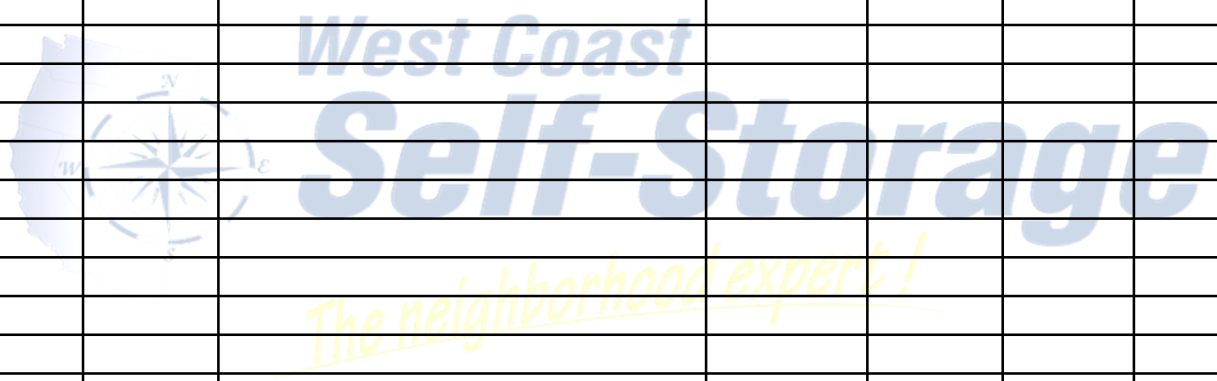 West Coast
N
Self-Storage
W E
S
The neighborhood expert !